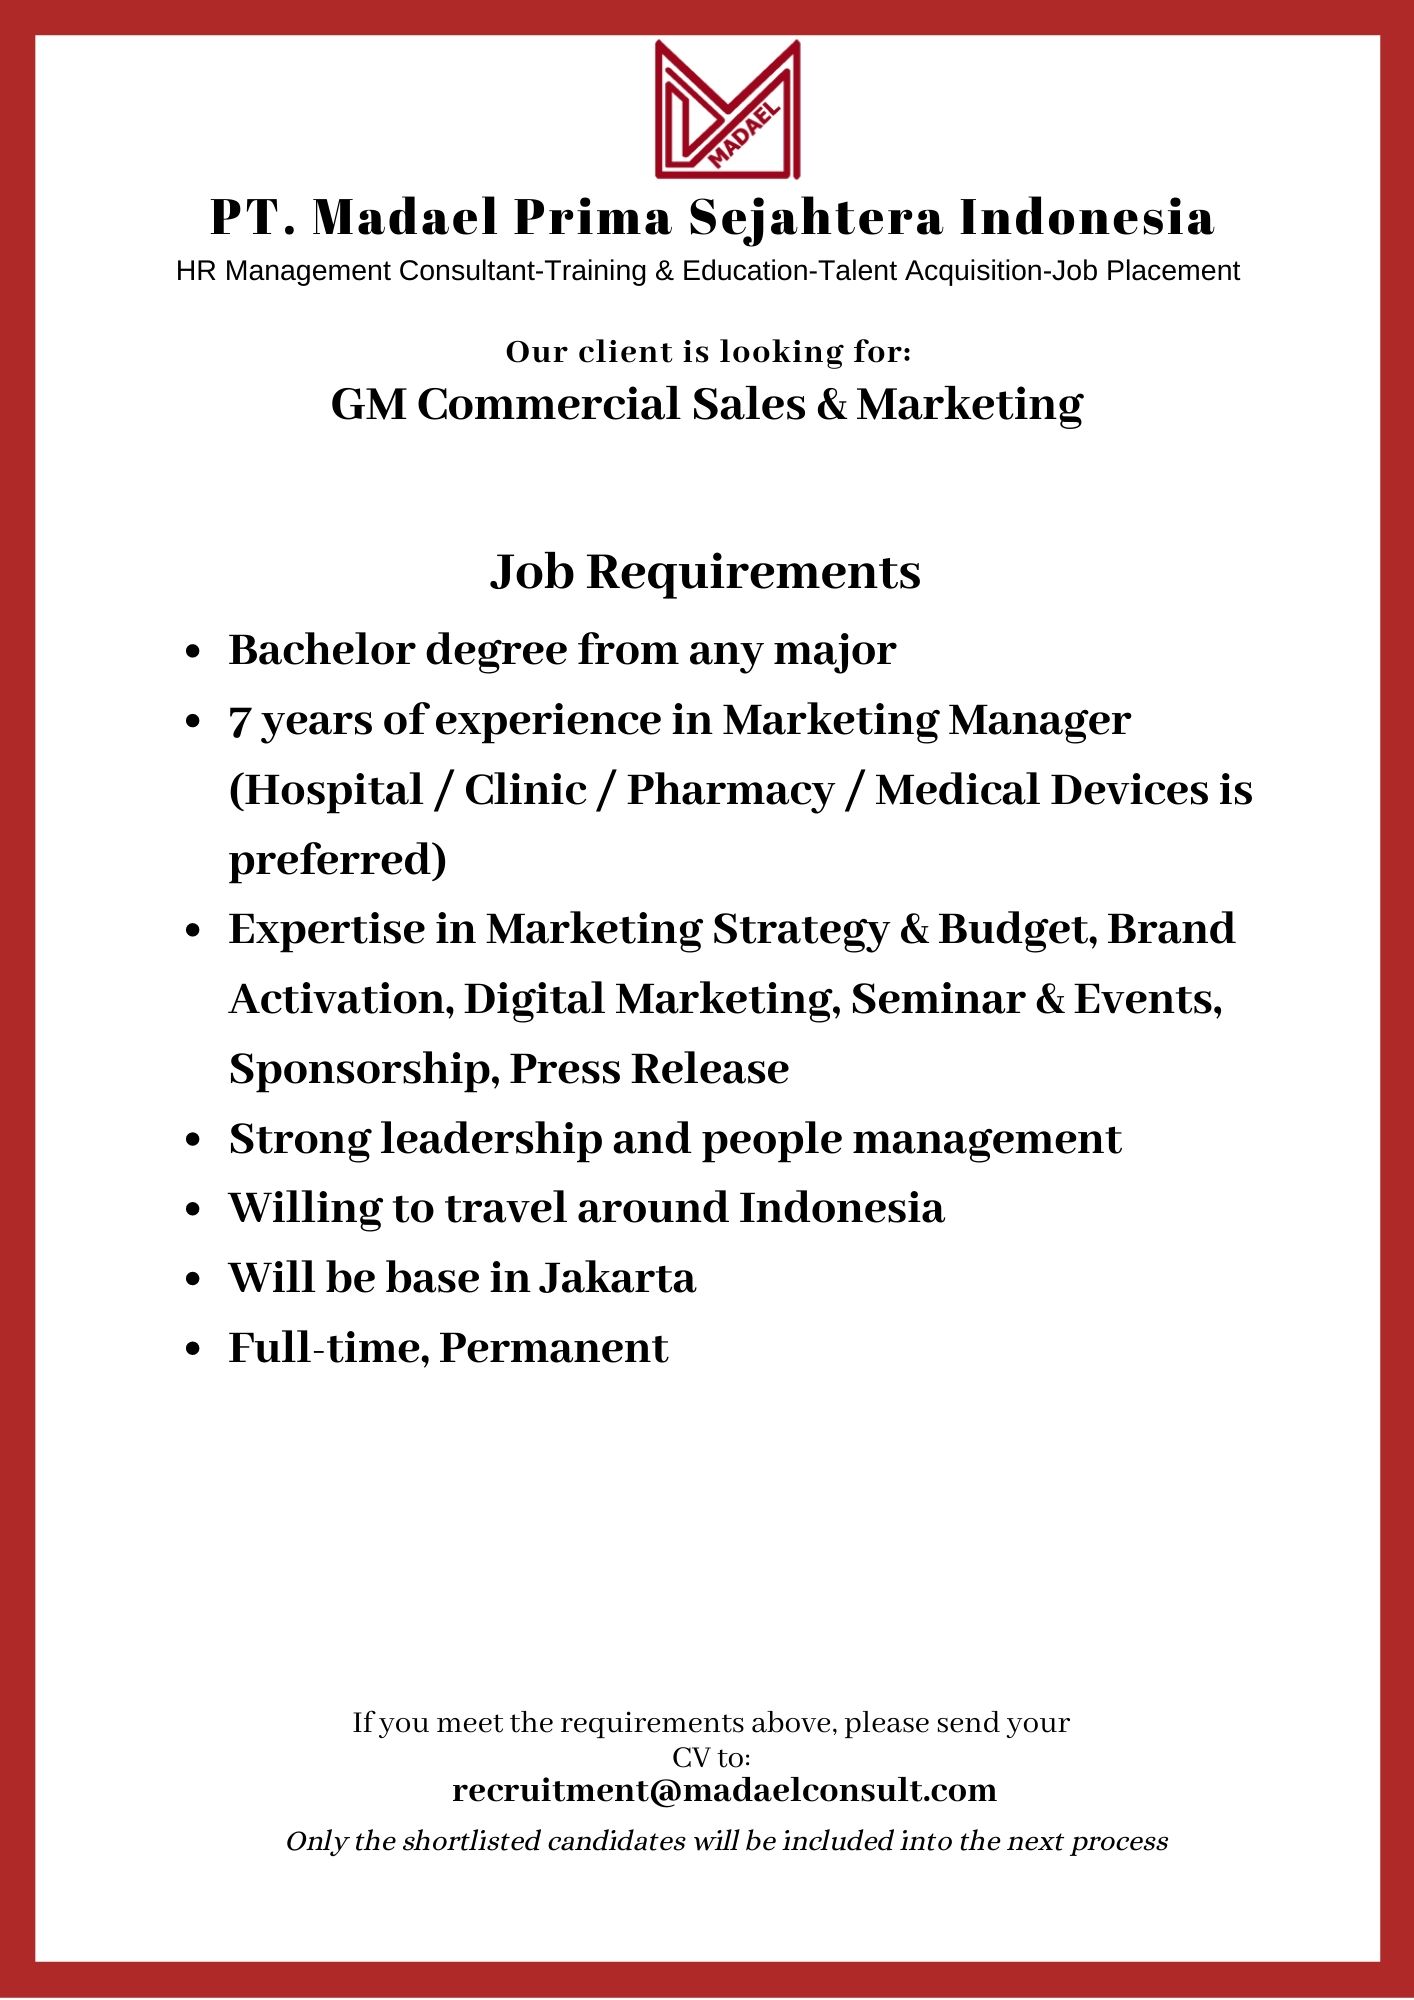 MADAEL
PT. Madael Prima Sejahtera Indonesia
HR Management Consultant-Training & Education-Talent Acquisition-Job Placement
Our client is looking for:
GM Commercial Sales & Marketing
Job Requirements
• Bachelor degree from any major
• 7 years of experience in Marketing Manager
(Hospital / Clinic / Pharmacy / Medical Devices is
preferred)
• Expertise in Marketing Strategy & Budget, Brand
Activation, Digital Marketing, Seminar & Events,
Sponsorship, Press Release
• Strong leadership and people management
• Willing to travel around Indonesia
• Will be base in Jakarta
• Full-time, Permanent
If you meet the requirements above, please send your
CV to:
recruitment@madaelconsult.com
Only the shortlisted candidates will be included into the next process